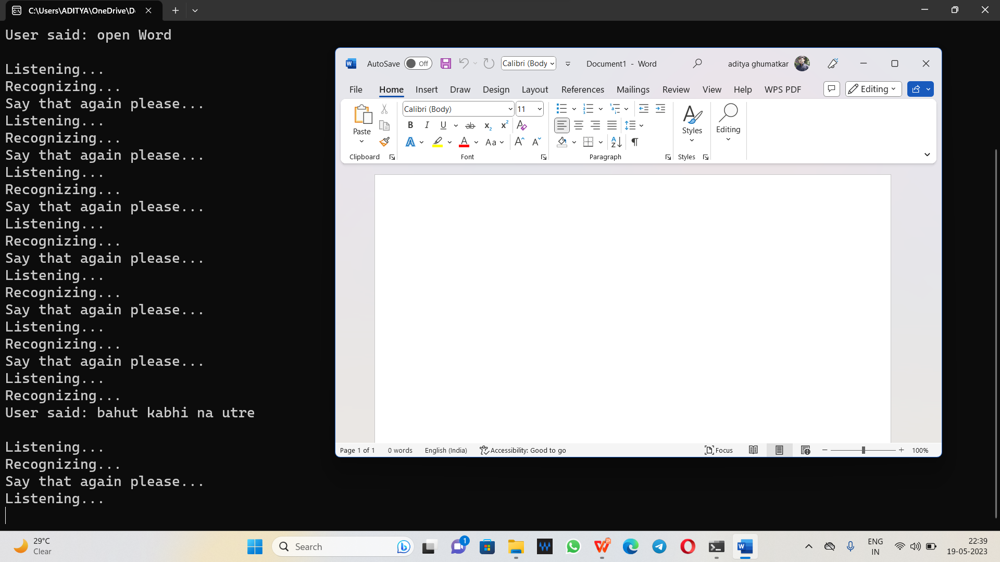 C:\Users\ADITYA\OneDrive\De
User said: open Word
Listening...
Recognizing...
Say that again please...
Listening...
Recognizing...
Say that again please...
Listening...
Recognizing...
Say that again please...
Listening...
Recognizing...
Say that again please...
Listening...
Recognizing...
Say that again please...
Listening...
Recognizing...
Say that again please...
Listening...
Recognizing...
User said: bahut kabhi na utre
Listening...
Recognizing...
Say that again please...
Listening...
AutoSave Off Calibri (Body Document1 - Word aditya ghumatkar
File Home Insert Draw Design Layout References Mailings Review View Help WPS PDF Editing
Calibri (Body) 11
Paste Styles Editing
Clipboard Font Paragraph Styles
Page 1 of 1 0 words English (India) Accessibility: Good to go Focus 100%
29°C
Clear
Search
1
ENG
IN
22:39
19-05-2023